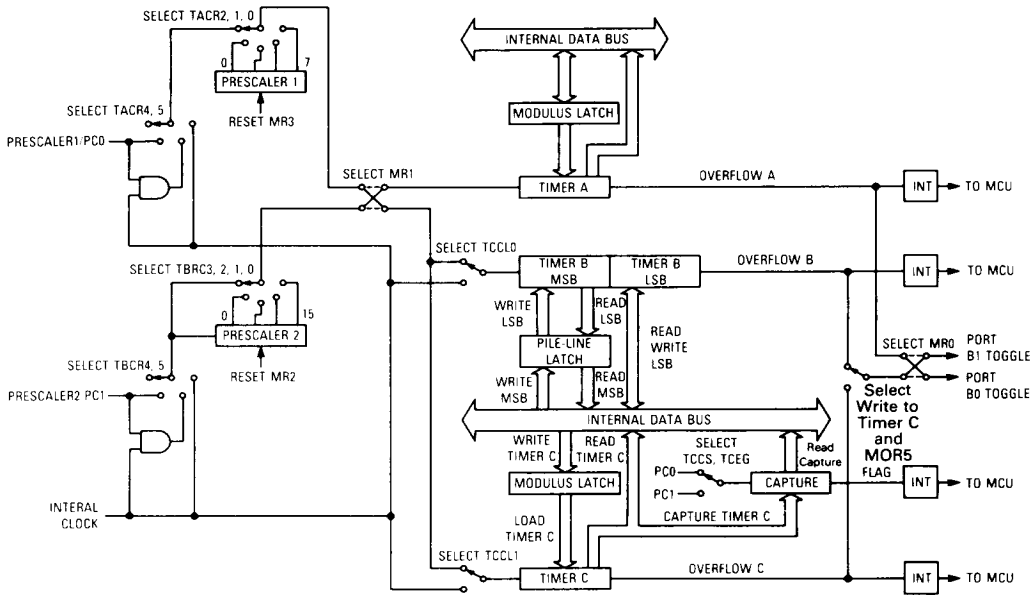 SELECT TACR2, 1, 0
0
7
PRESCALER 1
RESET MR3
SELECT TACR4, 5
PRESCALER1/PC0
INTERNAL DATA BUS
MODULUS LATCH
SELECT MR1
TIMER A
OVERFLOW A
INT
TO MCU
SELECT TCCL0
SELECT TBRC3, 2, 1, 0
0
15
PRESCALER 2
RESET MR2
SELECT TBCR4, 5
PRESCALER2 PC1
INTERAL
CLOCK
TIMER B
MSB
TIMER B
LSB
OVERFLOW B
INT
TO MCU
WRITE
LSB
READ
LSB
READ
WRITE
LSB
PILE-LINE
LATCH
WRITE
MSB
READ
MSB
SELECT MR0
PORT
B1 TOGGLE
PORT
B0 TOGGLE
Select
Write to
Timer C
and
MOR5
INTERNAL DATA BUS
WRITE
TIMER C
READ
TIMER C
SELECT
TCCS, TCEG
Read
Capture
PC0
PC1
CAPTURE
FLAG
INT
TO MCU
MODULUS LATCH
LOAD
TIMER C
CAPTURE TIMER C
SELECT TCCL1
TIMER C
OVERFLOW C
INT
TO MCU